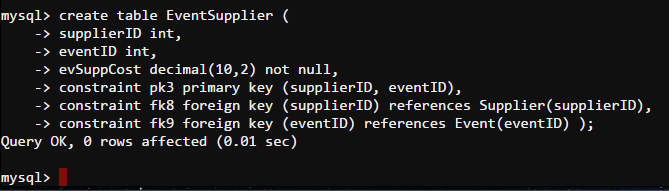 mysql> create table EventSupplier (
    -> supplierID int,
    -> eventID int,
    -> evSuppCost decimal(10,2) not null,
    -> constraint pk3 primary key (supplierID, eventID),
    -> constraint fk8 foreign key (supplierID) references Supplier(supplierID),
    -> constraint fk9 foreign key (eventID) references Event(eventID) );
Query OK, 0 rows affected (0.01 sec)
mysql>